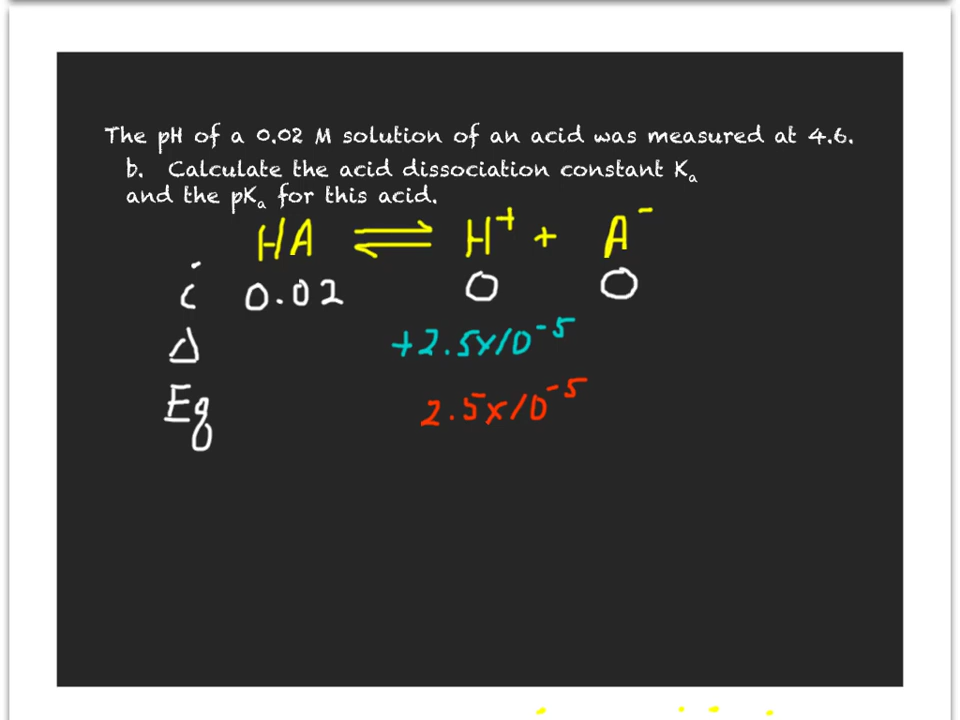 The pH of a 0.02 M solution of an acid was measured at 4.6.
b. Calculate the acid dissociation constant Kₐ
and the pKₐ for this acid.
HA ⇌ H⁺ + A⁻
i 0.02 0 0
Δ +2.5x10⁻⁵
Eq 2.5x10⁻⁵